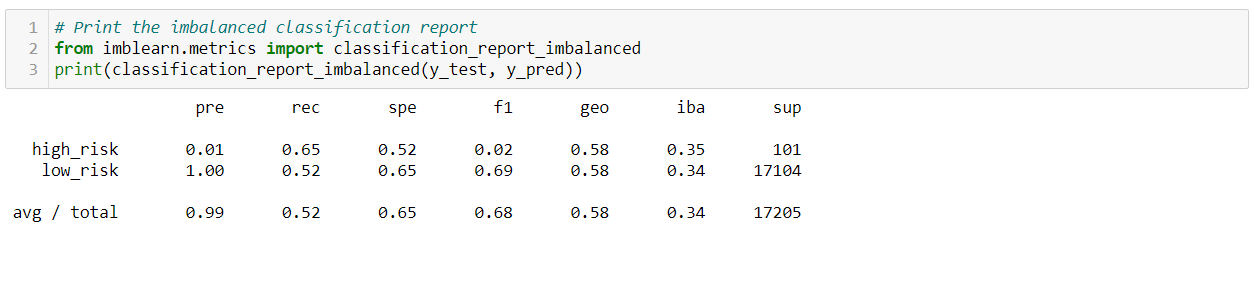 1 # Print the imbalanced classification report
2 from imblearn.metrics import classification_report_imbalanced
3 print(classification_report_imbalanced(y_test, y_pred))
pre rec spe f1 geo iba sup
high_risk 0.01 0.65 0.52 0.02 0.58 0.35 101
low_risk 1.00 0.52 0.65 0.69 0.58 0.34 17104
avg / total 0.99 0.52 0.65 0.68 0.58 0.34 17205